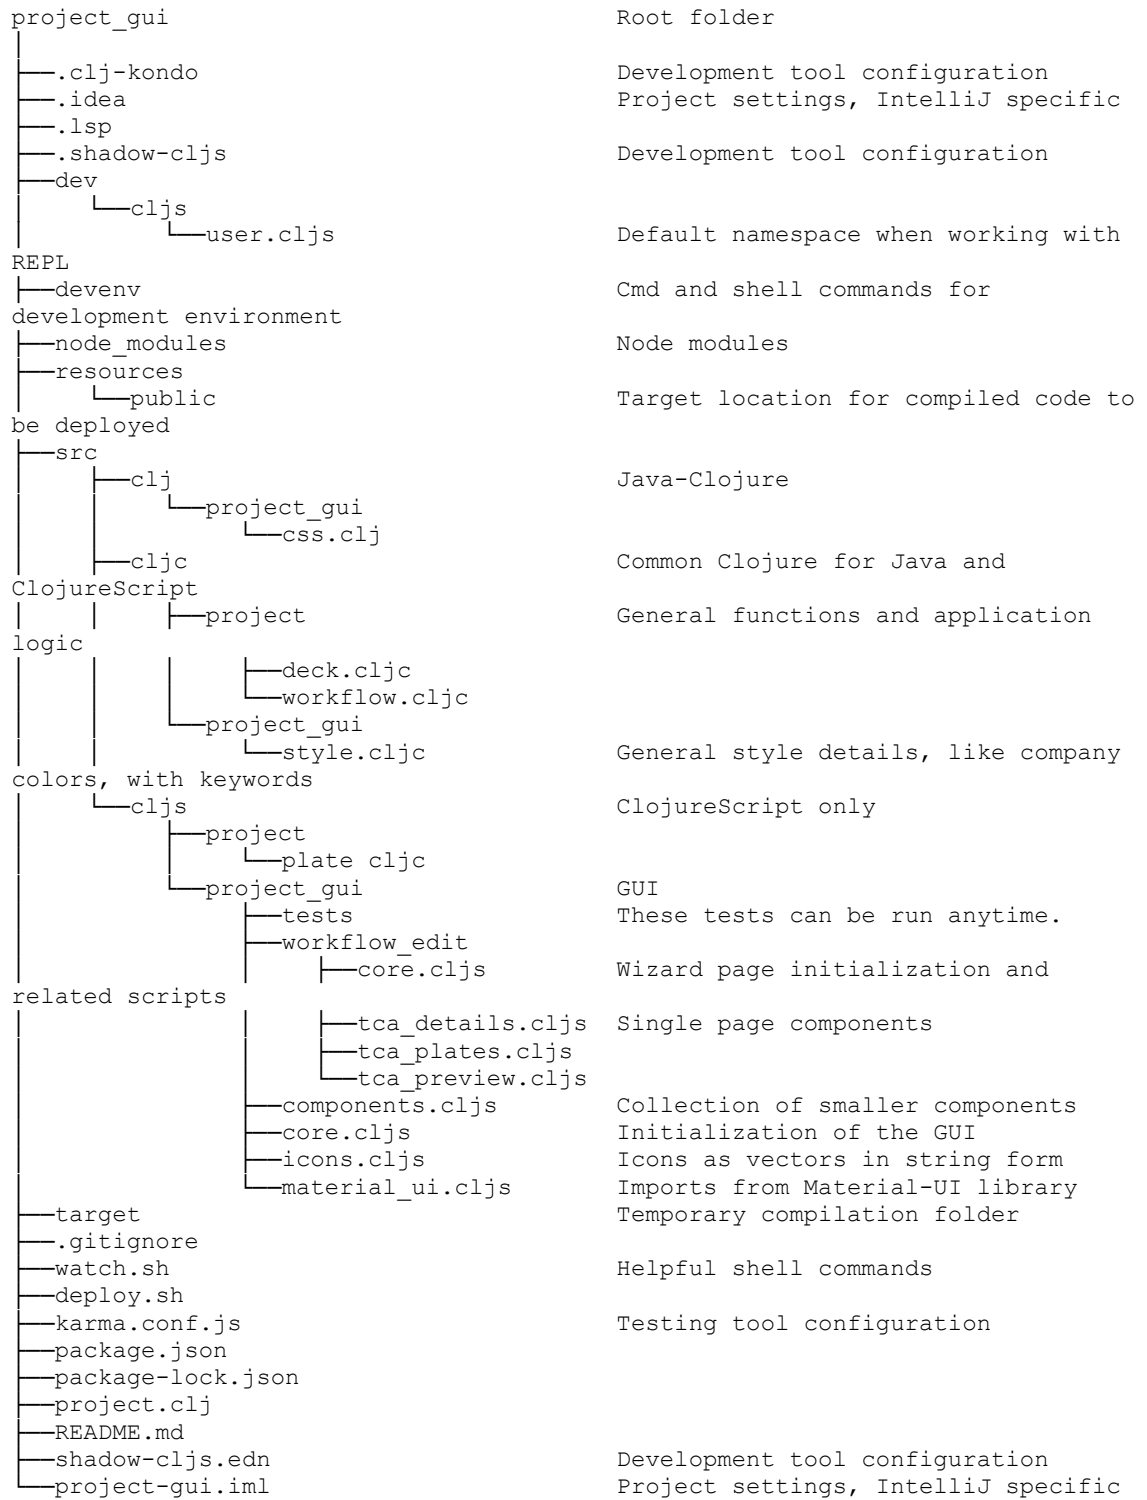 project_gui                              Root folder
│
├──.clj-kondo                            Development tool configuration
├──.idea                                 Project settings, IntelliJ specific
├──.lsp
├──.shadow-cljs                          Development tool configuration
├──dev
│    └──cljs
│         └──user.cljs                   Default namespace when working with
REPL
├──devenv                                Cmd and shell commands for
development environment
├──node_modules                          Node modules
├──resources
│    └──public                           Target location for compiled code to
be deployed
├──src
│    ├──clj                              Java-Clojure
│    │    └──project_gui
│    │         └──css.clj
│    ├──cljc                             Common Clojure for Java and
ClojureScript
│    │    ├──project                     General functions and application
logic
│    │    │    ├──deck.cljc
│    │    │    └──workflow.cljc
│    │    └──project_gui
│    │         └──style.cljc             General style details, like company
colors, with keywords
│    └──cljs                             ClojureScript only
│         ├──project
│         │    └──plate cljc
│         └──project_gui                 GUI
│              ├──tests                  These tests can be run anytime.
│              ├──workflow_edit
│              │    ├──core.cljs         Wizard page initialization and
related scripts
│              │    ├──tca_details.cljs  Single page components
│              │    ├──tca_plates.cljs
│              │    └──tca_preview.cljs
│              ├──components.cljs        Collection of smaller components
│              ├──core.cljs              Initialization of the GUI
│              ├──icons.cljs             Icons as vectors in string form
│              └──material_ui.cljs       Imports from Material-UI library
├──target                                Temporary compilation folder
├──.gitignore
├──watch.sh                              Helpful shell commands
├──deploy.sh
├──karma.conf.js                         Testing tool configuration
├──package.json
├──package-lock.json
├──project.clj
├──README.md
├──shadow-cljs.edn                       Development tool configuration
└──project-gui.iml                       Project settings, IntelliJ specific